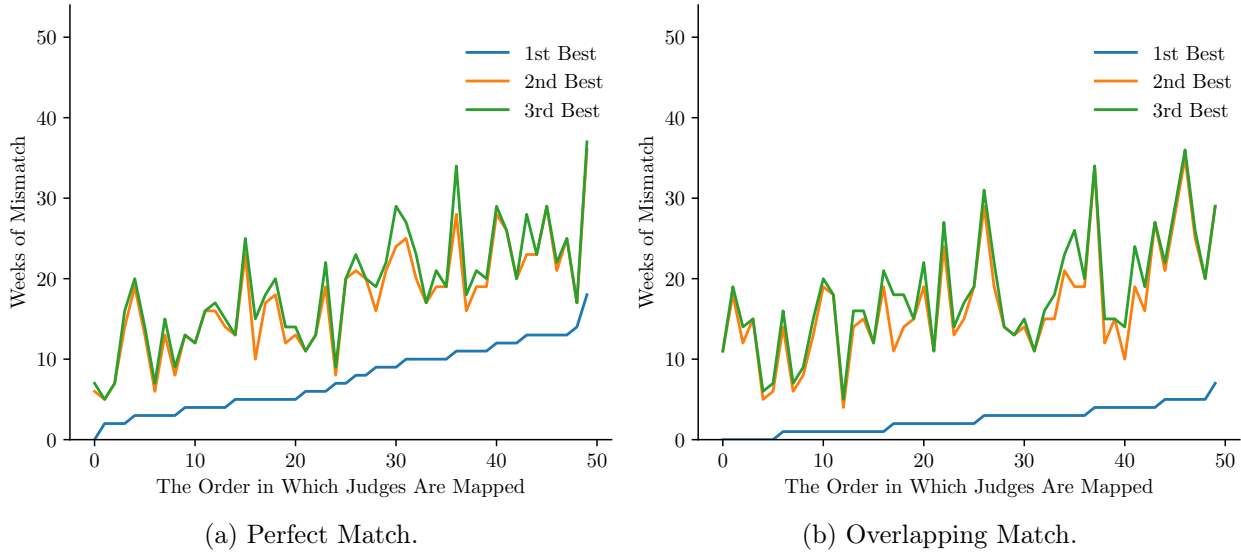 50
40
30
20
10
0
Weeks of Mismatch
1st Best
2nd Best
3rd Best
0
10
20
30
40
50
The Order in Which Judges Are Mapped
(a) Perfect Match.
50
40
30
20
10
0
Weeks of Mismatch
1st Best
2nd Best
3rd Best
0
10
20
30
40
50
The Order in Which Judges Are Mapped
(b) Overlapping Match.